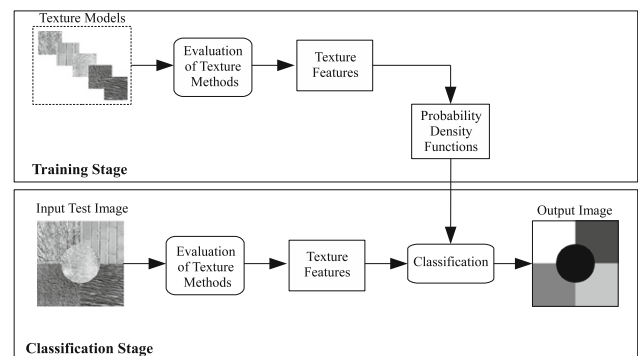 Texture Models
Evaluation
of Texture
Methods
Texture
Features
Probability
Density
Functions
Training Stage
Input Test Image
Evaluation
of Texture
Methods
Texture
Features
Classification
Output Image
Classification Stage